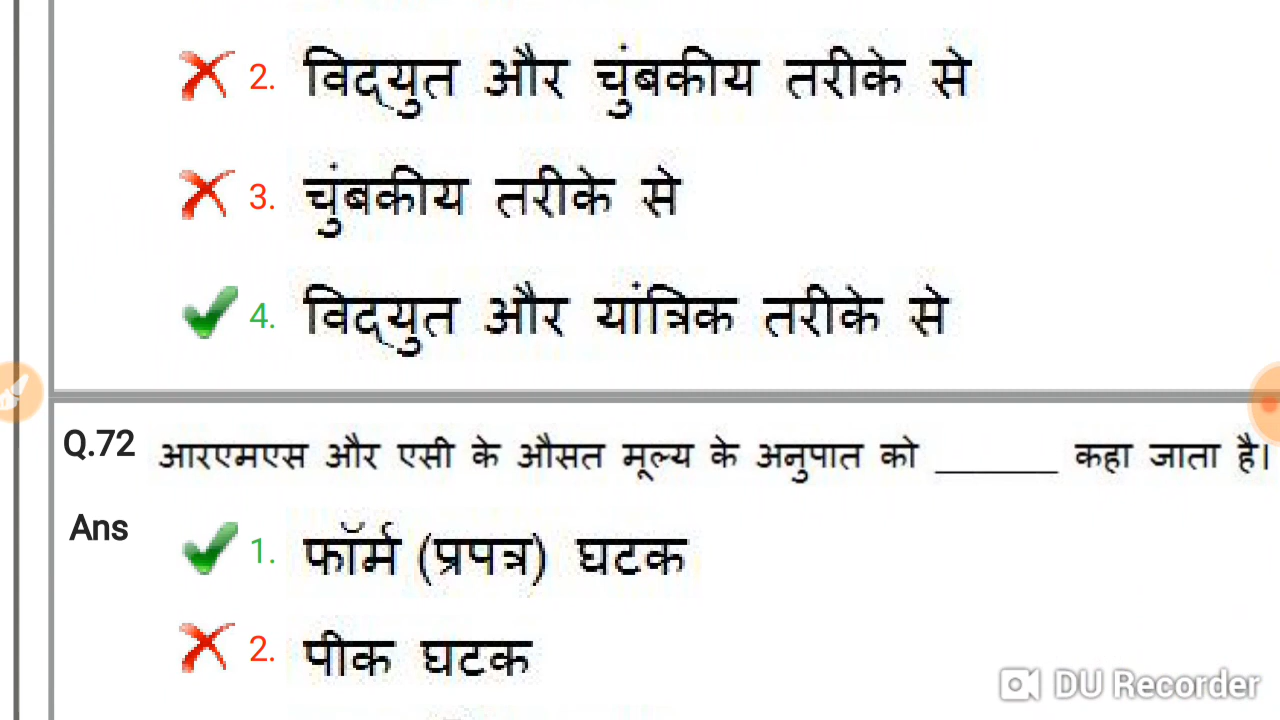 2. विद्युत और चुंबकीय तरीके से
3. चुंबकीय तरीके से
4. विद्युत और यांत्रिक तरीके से
Q.72 आरएमएस और एसी के औसत मूल्य के अनुपात को ______ कहा जाता है।
Ans
1. फॉर्म (प्रपत्र) घटक
2. पीक घटक
DU Recorder